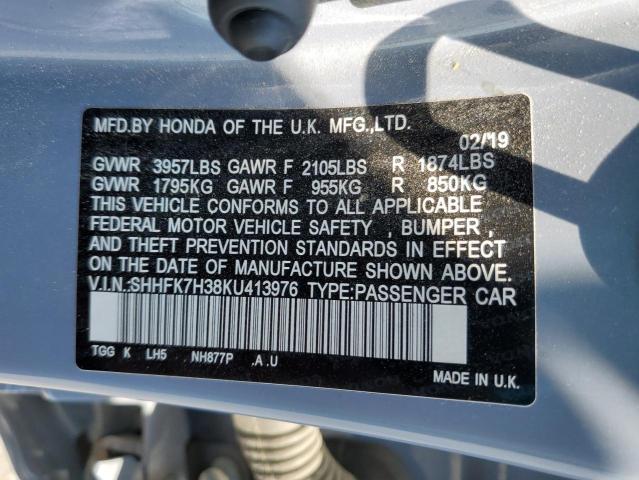 MFD.BY HONDA OF THE U.K. MFG.,LTD.
02/19
GVWR 3957LBS GAWR F 2105LBS R 1874LBS
GVWR 1795KG GAWR F 955KG R 850KG
THIS VEHICLE CONFORMS TO ALL APPLICABLE
FEDERAL MOTOR VEHICLE SAFETY , BUMPER ,
AND THEFT PREVENTION STANDARDS IN EFFECT
ON THE DATE OF MANUFACTURE SHOWN ABOVE.
V.I.N.:SHHFK7H38KU413976 TYPE:PASSENGER CAR
TGG K LH5 NH877P ,A .U
MADE IN U.K.